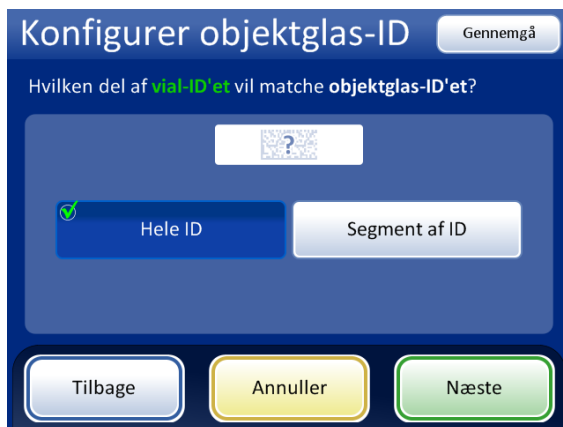 Konfigurer objektglas-ID
Gennemgå
Hvilken del af vial-ID'et vil matche objektglas-ID'et?
?
Hele ID
Segment af ID
Tilbage
Annuller
Næste